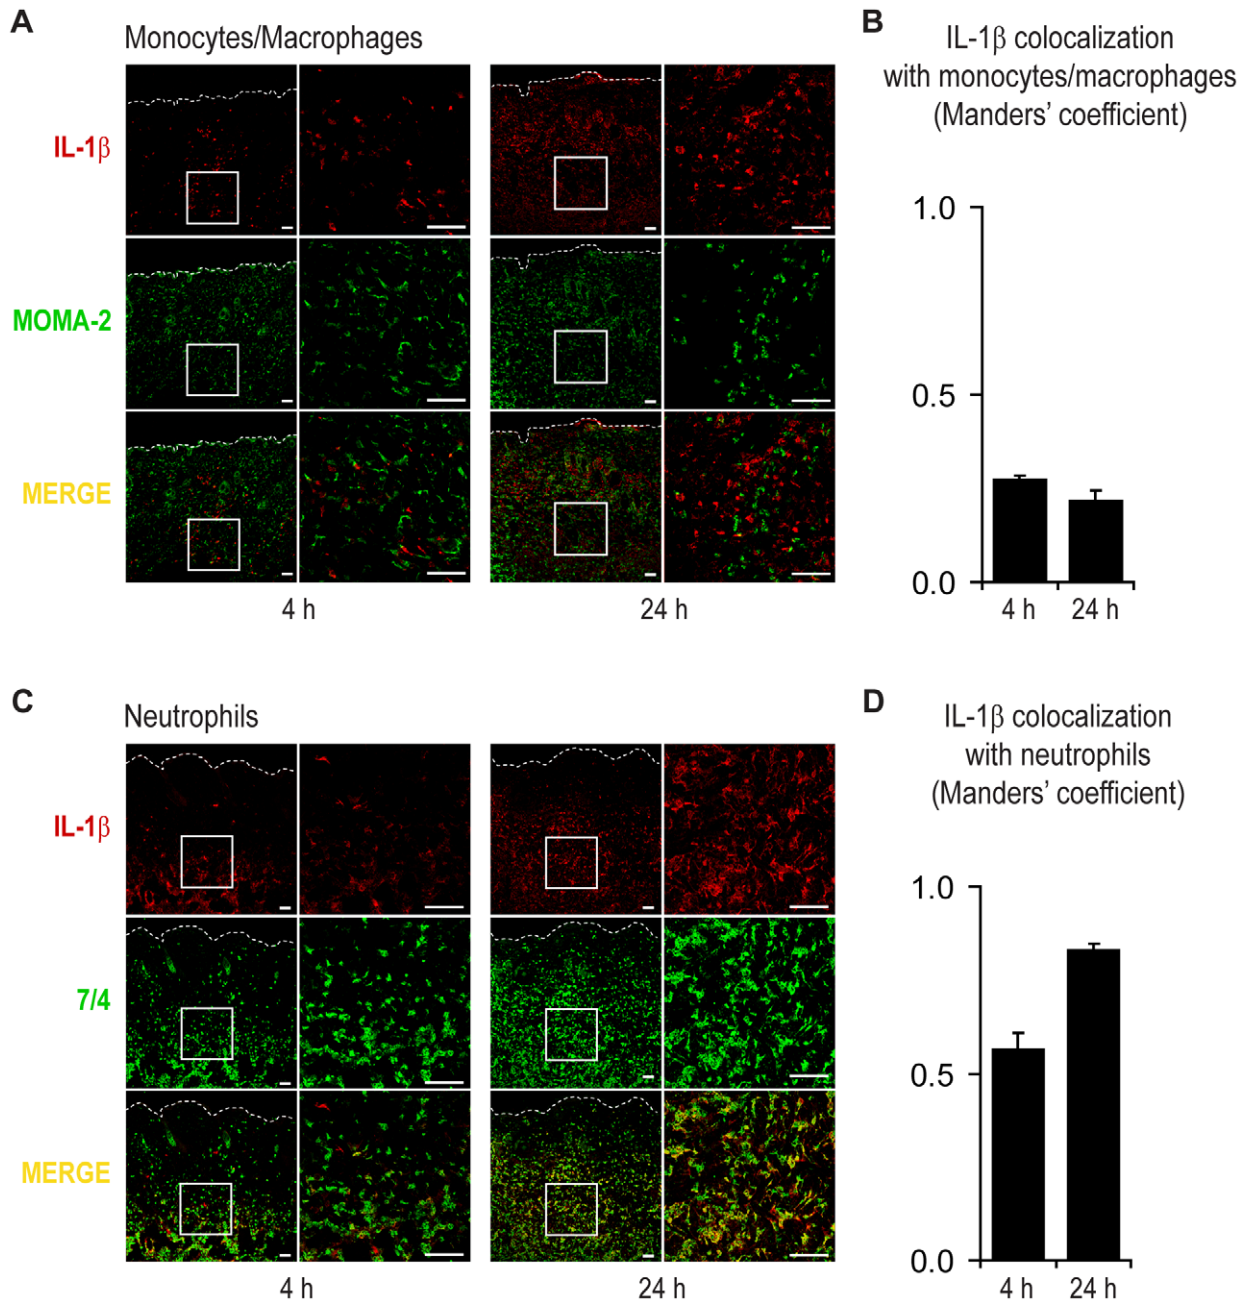 A
Monocytes/Macrophages
IL-1β
MOMA-2
MERGE
4 h
24 h
B
IL-1β colocalization
with monocytes/macrophages
(Manders' coefficient)
1.0
0.5
0.0
4 h
24 h
C
Neutrophils
IL-1β
7/4
MERGE
4 h
24 h
D
IL-1β colocalization
with neutrophils
(Manders' coefficient)
1.0
0.5
0.0
4 h
24 h